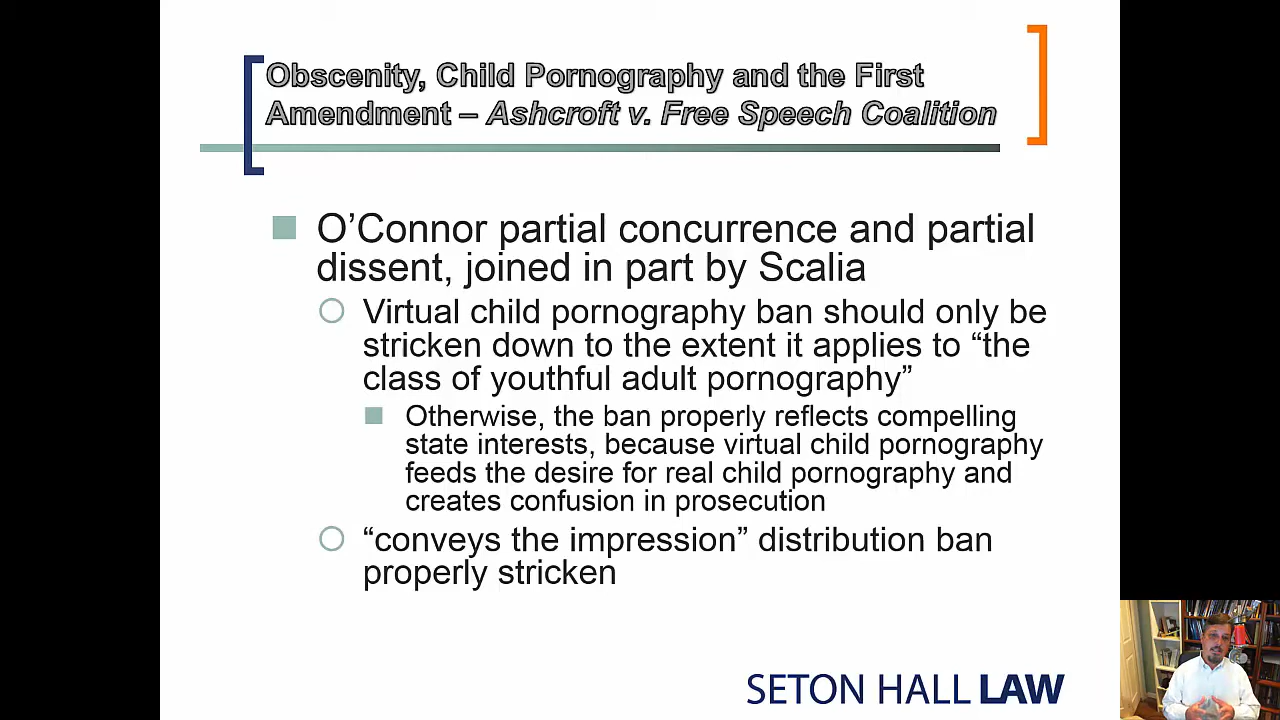 Obscenity, Child Pornography and the First
Amendment – Ashcroft v. Free Speech Coalition
O’Connor partial concurrence and partial
dissent, joined in part by Scalia
Virtual child pornography ban should only be
stricken down to the extent it applies to “the
class of youthful adult pornography”
Otherwise, the ban properly reflects compelling
state interests, because virtual child pornography
feeds the desire for real child pornography and
creates confusion in prosecution
“conveys the impression” distribution ban
properly stricken
SETON HALL LAW